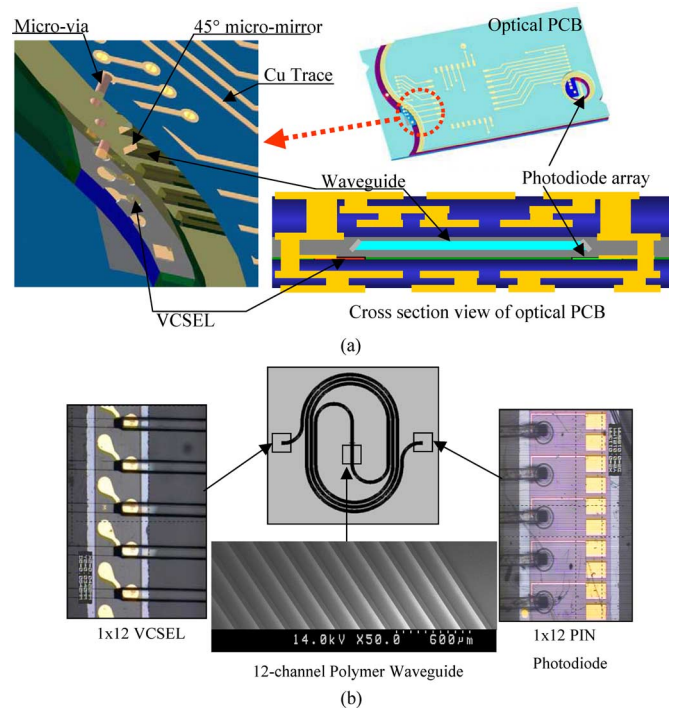 Micro-via
45° micro-mirror
Optical PCB
Cu Trace
Waveguide
Photodiode array
VCSEL
Cross section view of optical PCB
(a)
1x12 VCSEL
14.0kV X50.0 600μm
1x12 PIN
Photodiode
12-channel Polymer Waveguide
(b)